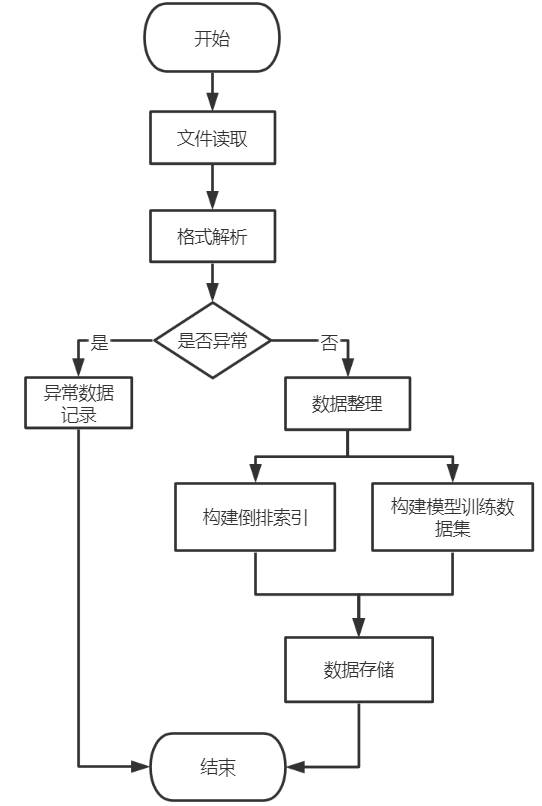 开始
文件读取
格式解析
是否异常
是
否
异常数据
记录
数据整理
构建倒排索引
构建模型训练数
据集
数据存储
结束